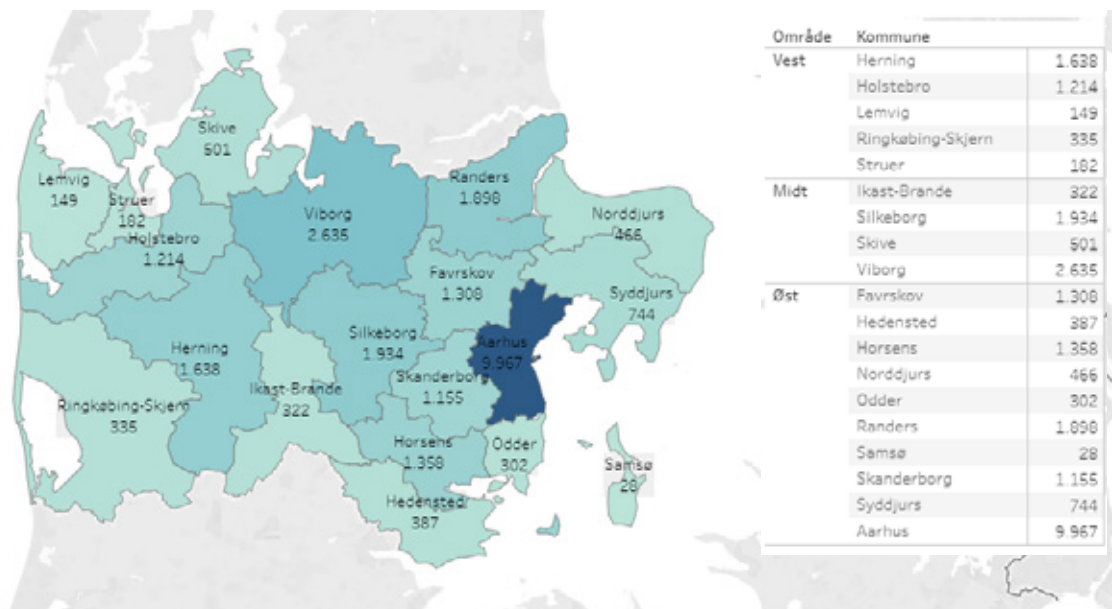 Skive
501
Lemvig
149
Struer
182
Holstebro
1.214
Viborg
2.635
Randers
1.898
Norddjurs
466
Favrskov
1.308
Syddjurs
744
Silkeborg
1.934
Aarhus
9.967
Herning
1.638
Skanderborg
1.155
Ikast-Brande
322
Ringkøbing-Skjern
335
Horsens
1.358
Odder
302
Samsø
28
Hedensted
387
Område Kommune
Vest Herning 1.638
Holstebro 1.214
Lemvig 149
Ringkøbing-Skjern 335
Struer 182
Midt Ikast-Brande 322
Silkeborg 1.934
Skive 501
Viborg 2.635
Øst Favrskov 1.308
Hedensted 387
Horsens 1.358
Norddjurs 466
Odder 302
Randers 1.898
Samsø 28
Skanderborg 1.155
Syddjurs 744
Aarhus 9.967